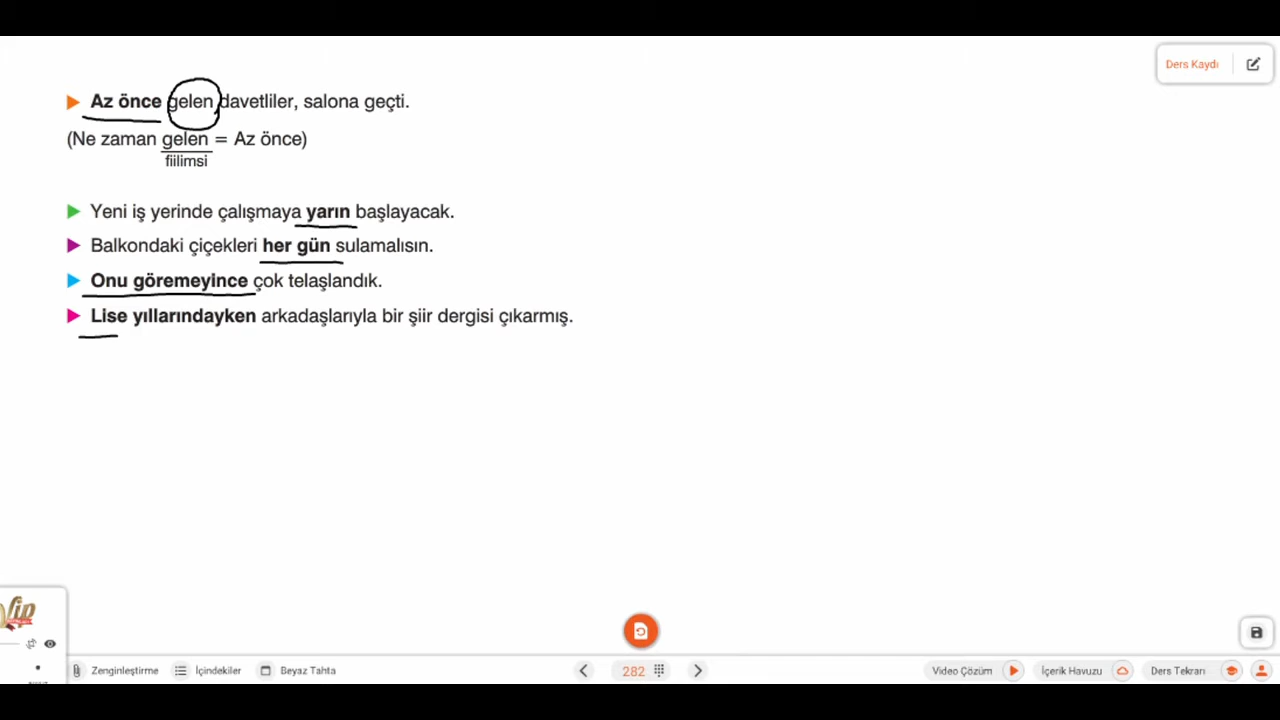 Ders Kaydı
Az önce gelen davetliler, salona geçti.
(Ne zaman gelen = Az önce)
fiilimsi
Yeni iş yerinde çalışmaya yarın başlayacak.
Balkondaki çiçekleri her gün sulamalısın.
Onu göremeyince çok telaşlandık.
Lise yıllarındayken arkadaşlarıyla bir şiir dergisi çıkarmış.
Zenginleştirme İçindekiler Beyaz Tahta 282 Video Çözüm İçerik Havuzu Ders Tekrarı